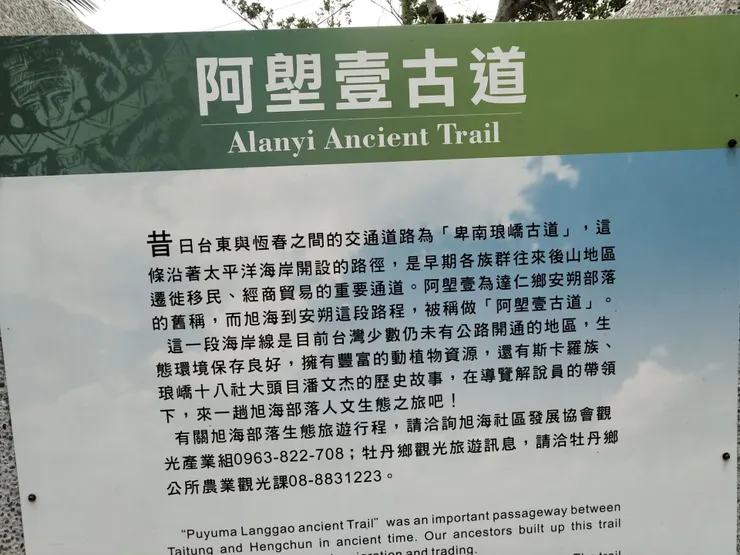 阿塱壹古道
Alanyi Ancient Trail
昔日台東與恆春之間的交通道路為「卑南琅嶠古道」，這
條沿著太平洋海岸開設的路徑，是早期各族群往來後山地區
遷徙移民、經商貿易的重要通道。阿塱壹為達仁鄉安朔部落
的舊稱，而旭海到安朔這段路程，被稱做「阿塱壹古道」。
這一段海岸線是目前台灣少數仍未有公路開通的地區，生
態環境保存良好，擁有豐富的動植物資源，還有斯卡羅族、
琅嶠十八社大頭目潘文杰的歷史故事，在導覽解說員的帶領
下，來一趟旭海部落人文生態之旅吧！
有關旭海部落生態旅遊行程，請洽詢旭海社區發展協會觀
光產業組0963-822-708；牡丹鄉觀光旅遊訊息，請洽牡丹鄉
公所農業觀光課08-8831223。
“Puyuma Langgao ancient Trail” was an important passageway between
Taitung and Hengchun in ancient time. Our ancestors built up this trail
and trading.
The trail